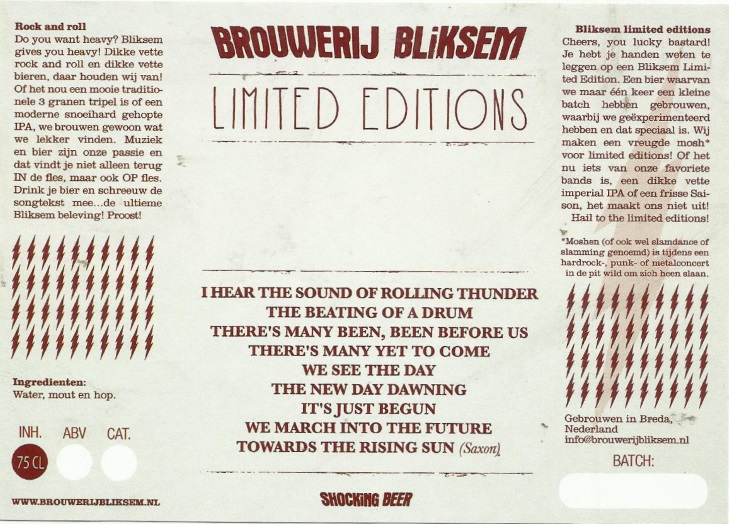 Rock and roll
Do you want heavy? Bliksem
gives you heavy! Dikke vette
rock and roll en dikke vette
bieren, daar houden wij van!
Of het nou een mooie traditio-
nele 3 granen tripel is of een
moderne snoeihard gehopte
IPA, we brouwen gewoon wat
we lekker vinden. Muziek
en bier zijn onze passie en
dat vindt je niet alleen terug
IN de fles, maar ook OP fles.
Drink je bier en schreeuw de
songtekst mee...de ultieme
Bliksem beleving! Proost!
Ingredienten:
Water, mout en hop.
INH. ABV CAT.
75 CL
WWW.BROUWERIJBLIKSEM.NL
BROUWERIJ BLiKSEM
LIMITED EDITIONS
I HEAR THE SOUND OF ROLLING THUNDER
THE BEATING OF A DRUM
THERE'S MANY BEEN, BEEN BEFORE US
THERE'S MANY YET TO COME
WE SEE THE DAY
THE NEW DAY DAWNING
IT'S JUST BEGUN
WE MARCH INTO THE FUTURE
TOWARDS THE RISING SUN (Saxon)
SHOCKiNG BEER
Bliksem limited editions
Cheers, you lucky bastard!
Je hebt je handen weten te
leggen op een Bliksem Limi-
ted Edition. Een bier waarvan
we maar één keer een kleine
batch hebben gebrouwen,
waarbij we geëxperimenteerd
hebben en dat speciaal is. Wij
maken een vreugde mosh*
voor limited editions! Of het
nu iets van onze favoriete
bands is, een dikke vette
imperial IPA of een frisse Sai-
son, het maakt ons niet uit!
Hail to the limited editions!
*Moshen (of ook wel slamdance of
slamming genoemd) is tijdens een
hardrock-, punk- of metalconcert
in de pit wild om zich heen slaan.
Gebrouwen in Breda,
Nederland
info@brouwerijbliksem.nl
BATCH: